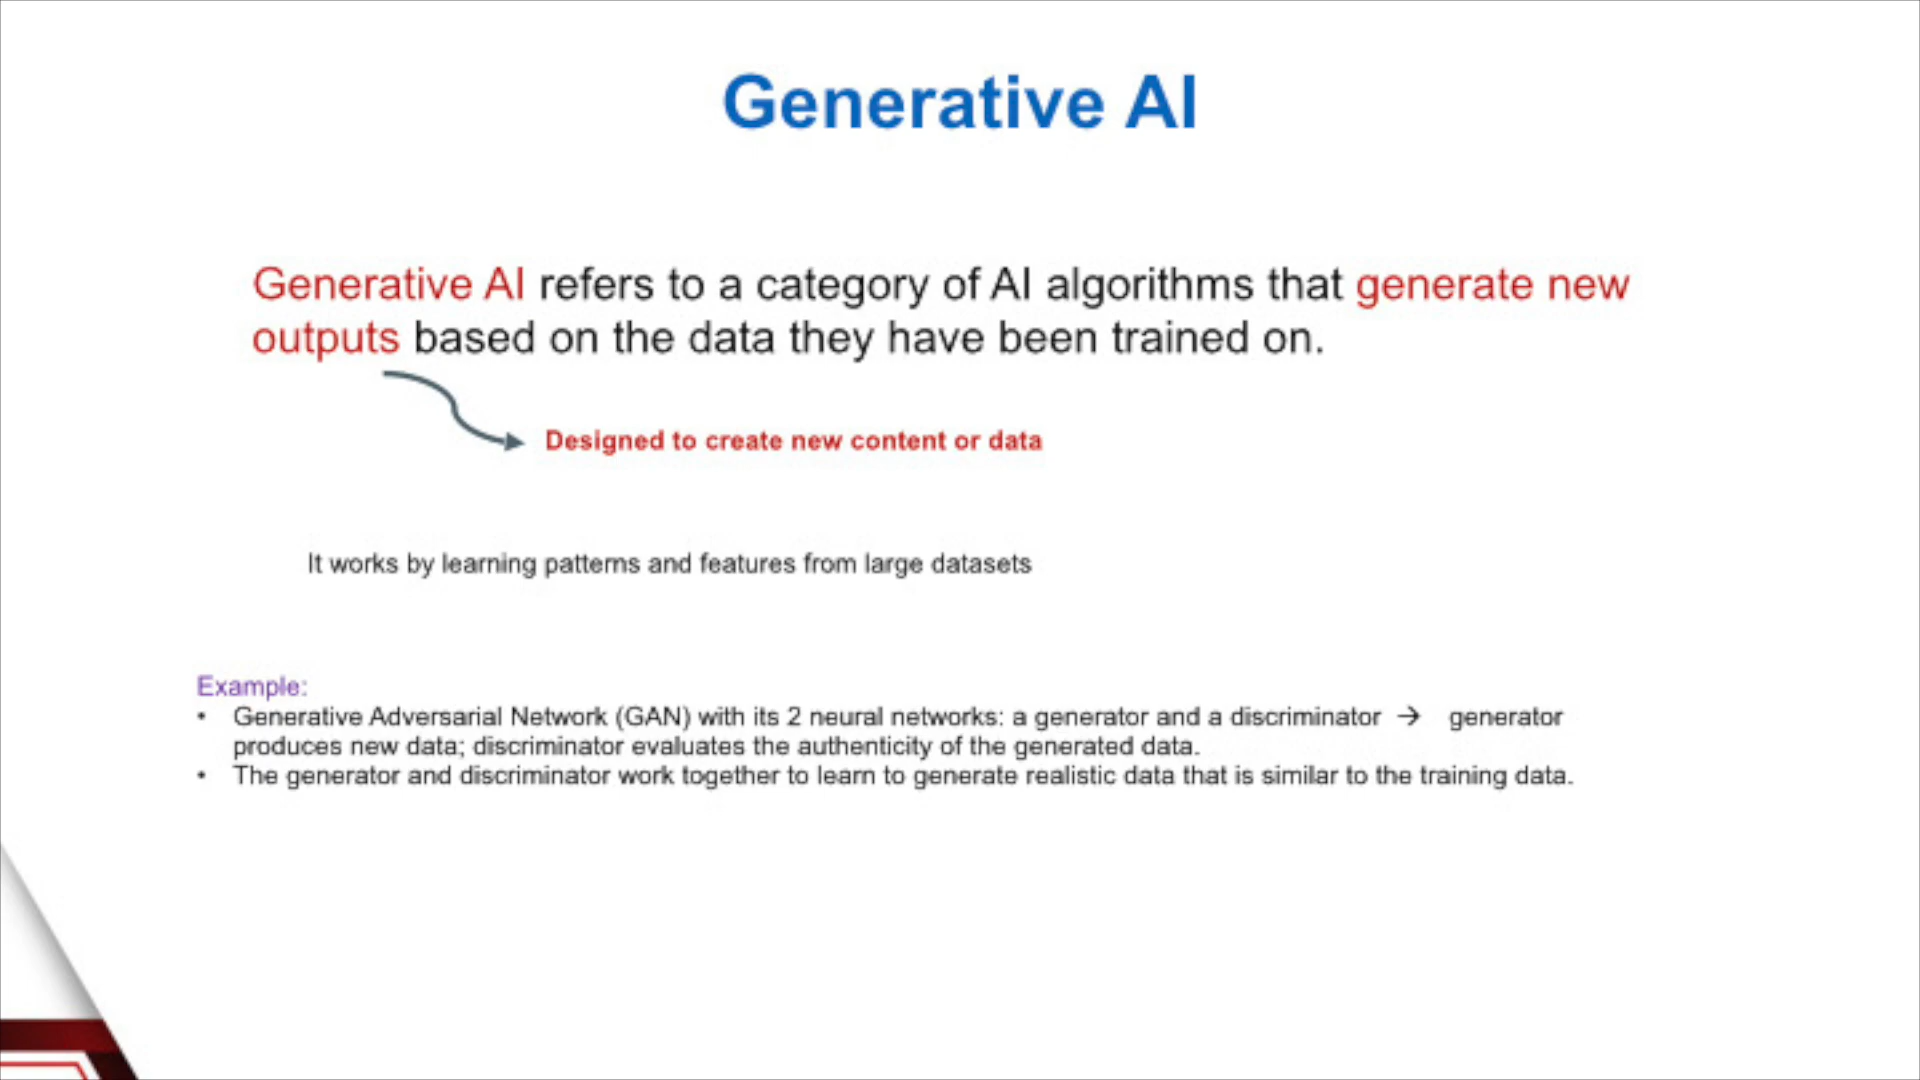 Generative AI
Generative AI refers to a category of AI algorithms that generate new
outputs based on the data they have been trained on.
Designed to create new content or data
It works by learning patterns and features from large datasets
Example:
• Generative Adversarial Network (GAN) with its 2 neural networks: a generator and a discriminator → generator
produces new data; discriminator evaluates the authenticity of the generated data.
• The generator and discriminator work together to learn to generate realistic data that is similar to the training data.